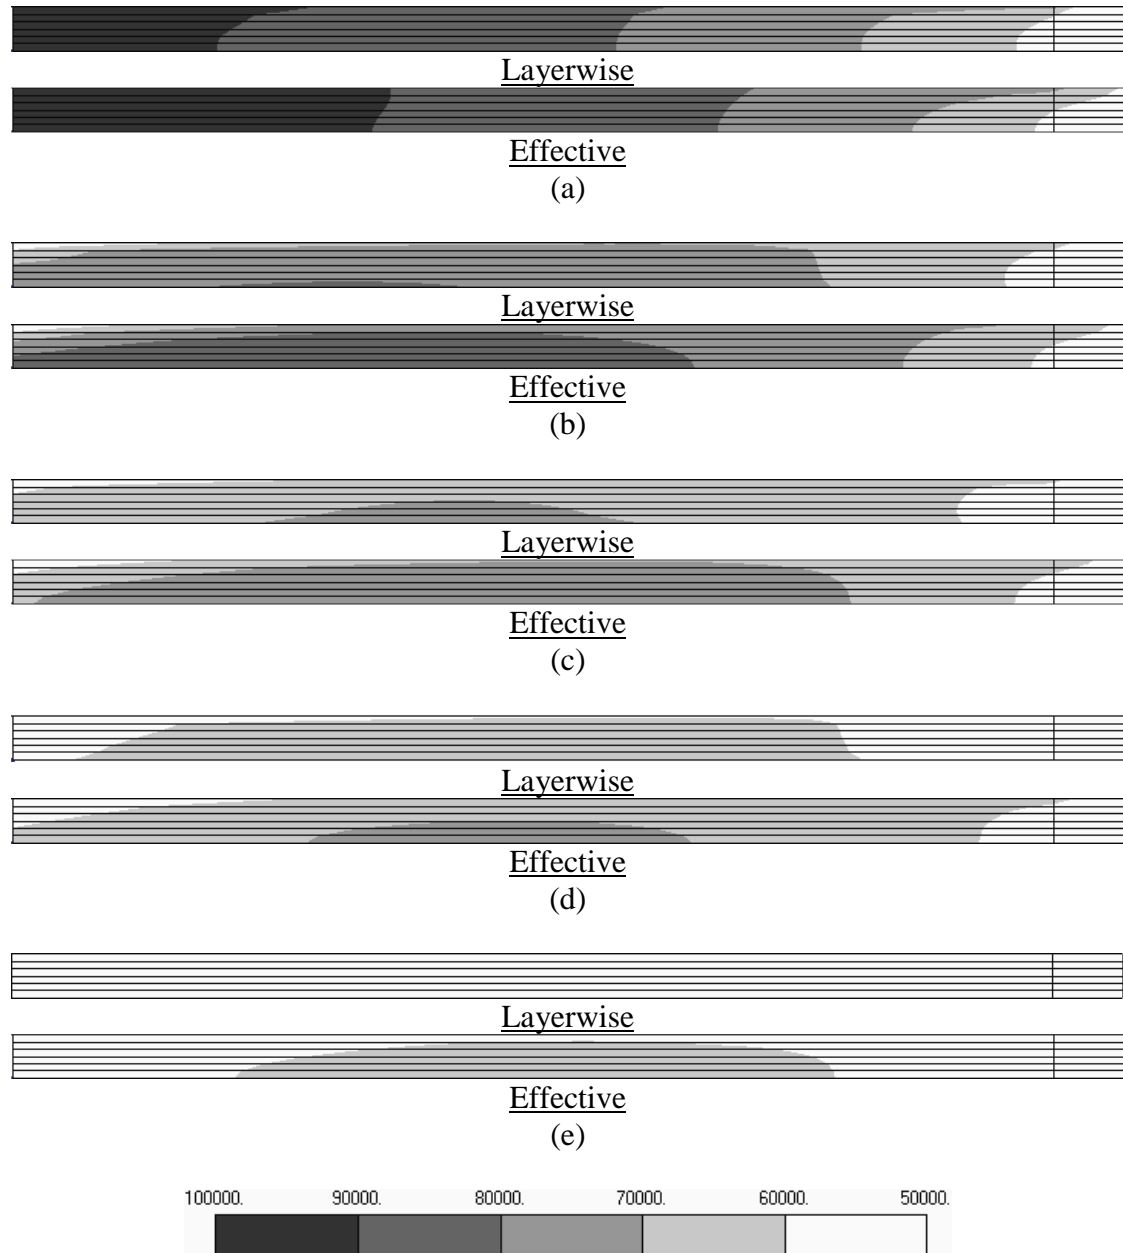 Layerwise
Effective
(a)
Layerwise
Effective
(b)
Layerwise
Effective
(c)
Layerwise
Effective
(d)
Layerwise
Effective
(e)
100000. 90000. 80000. 70000. 60000. 50000.